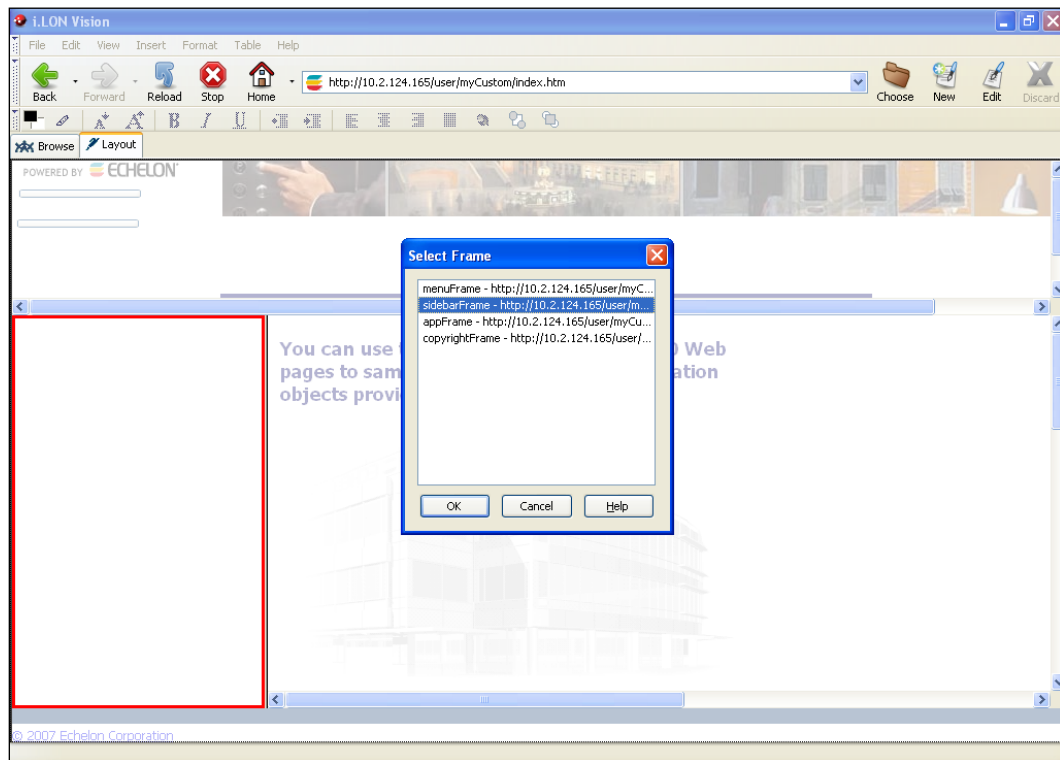 i.LON Vision
File Edit View Insert Format Table Help
Back Forward Reload Stop Home http://10.2.124.165/user/myCustom/index.htm Choose New Edit Discard
B I U
Browse Layout
POWERED BY ECHELON
Select Frame
menuFrame - http://10.2.124.165/user/myC...
sidebarFrame - http://10.2.124.165/user/m...
appFrame - http://10.2.124.165/user/myCu...
copyrightFrame - http://10.2.124.165/user/...
OK Cancel Help
You can use Web
pages to sam ation
objects provi
© 2007 Echelon Corporation